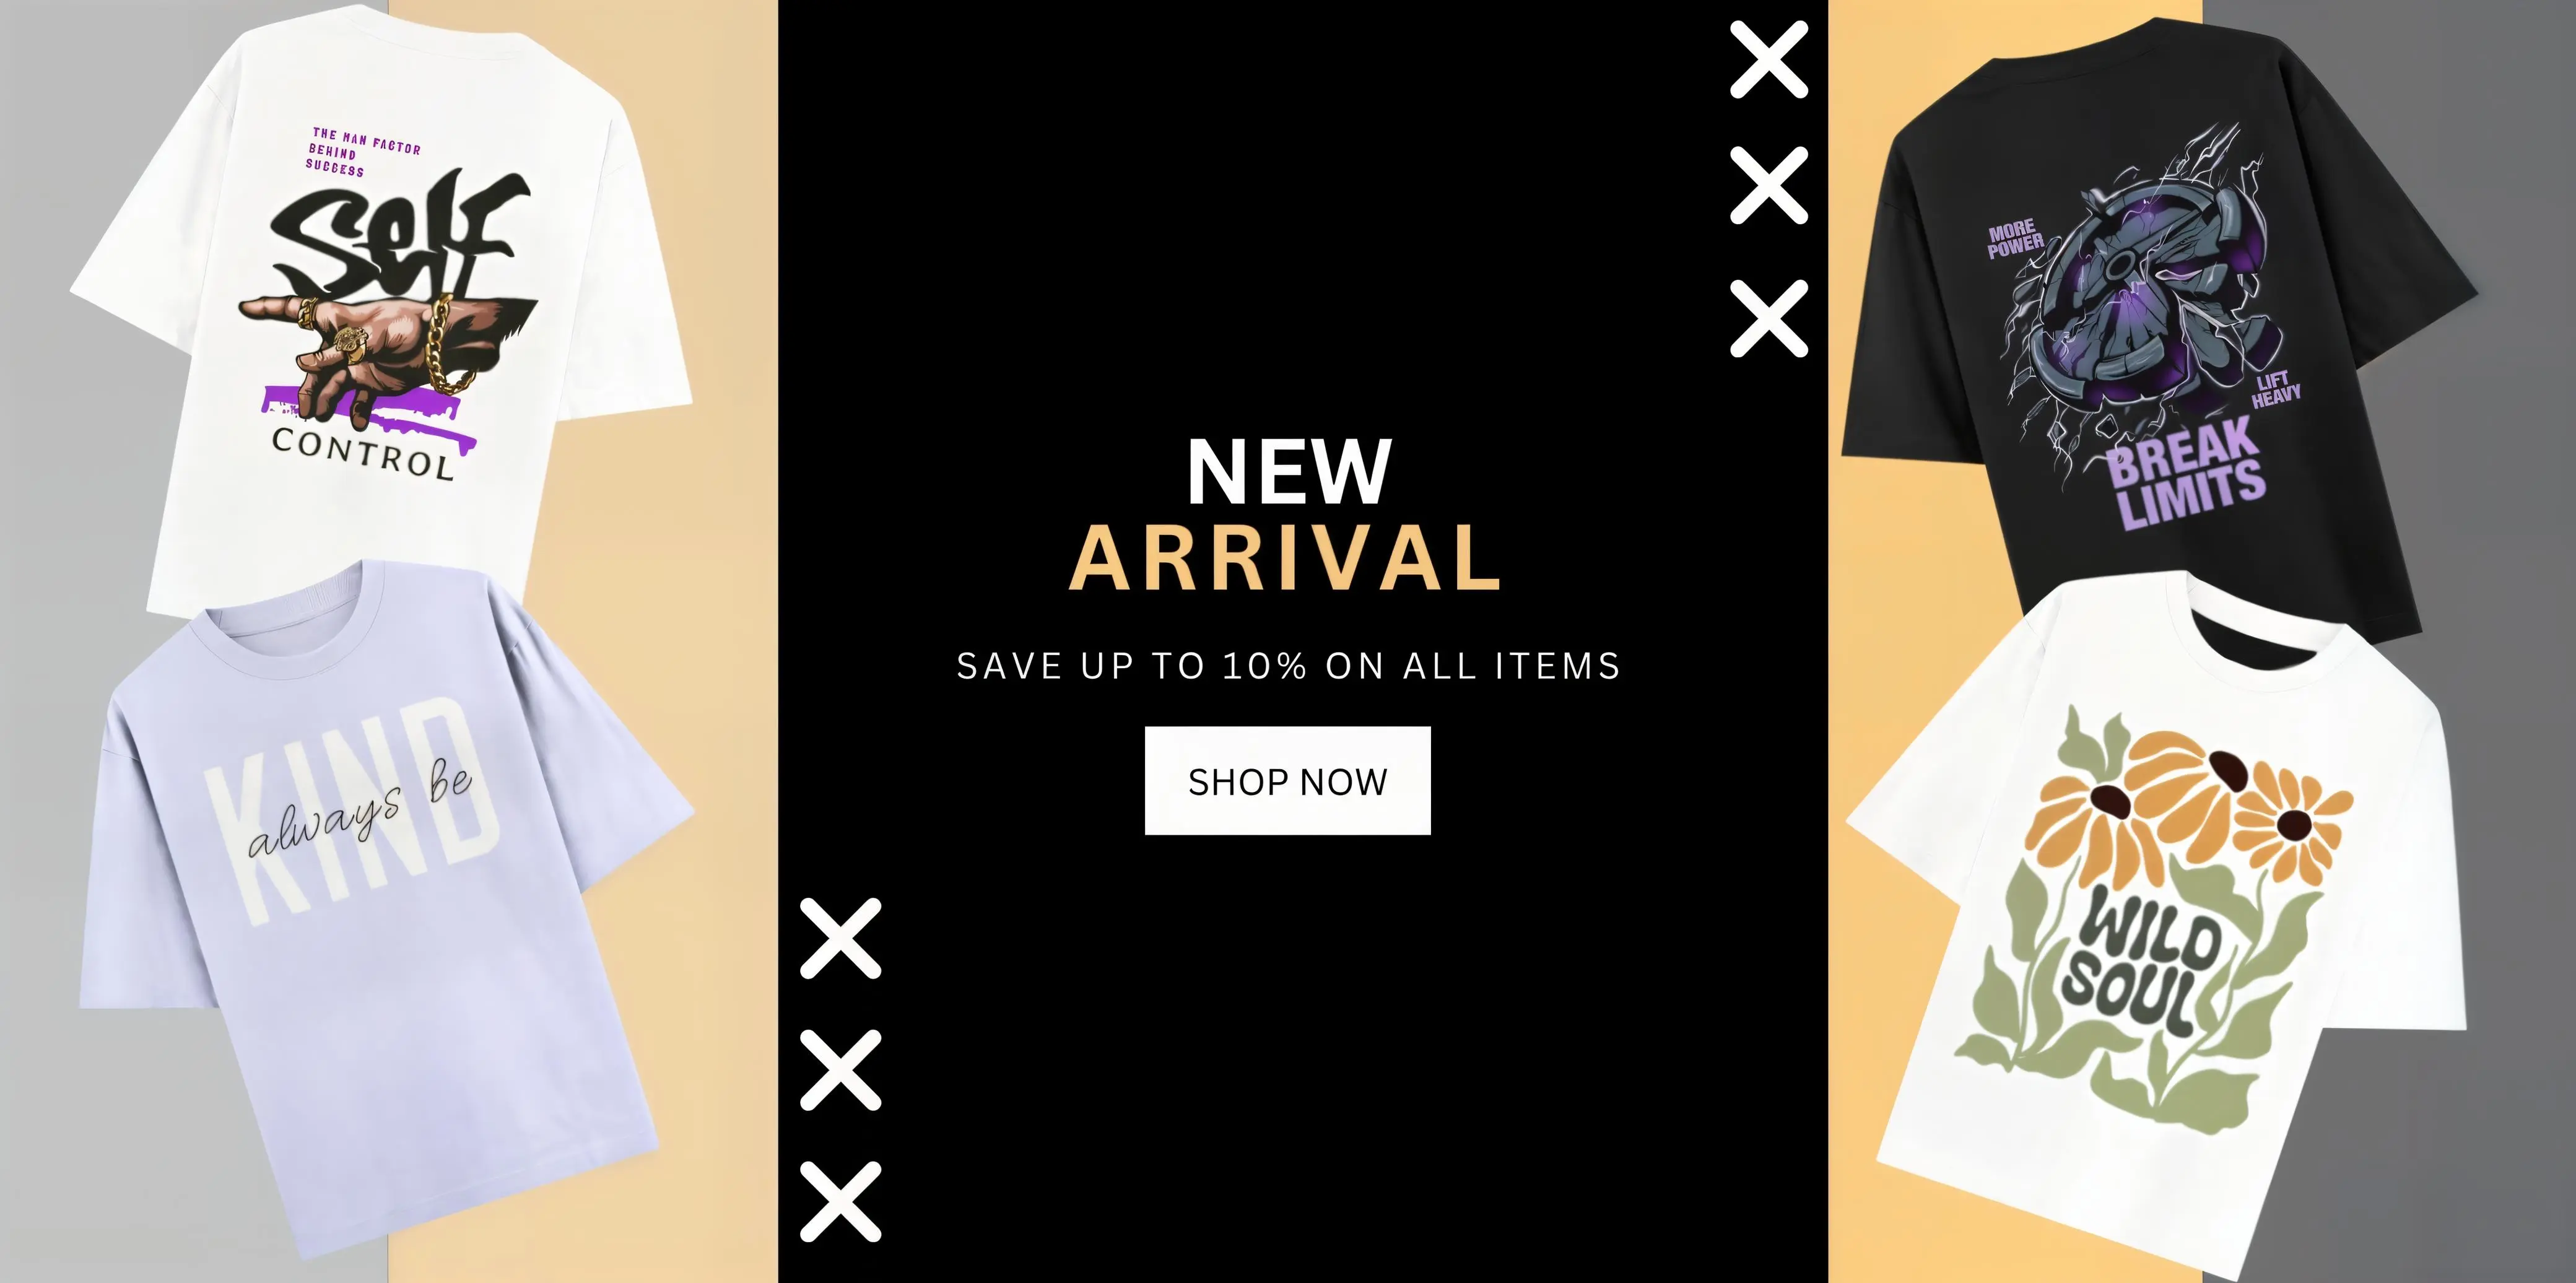 THE MAN FACTOR
BEHIND
SUCCESS
Self
CONTROL
KIND
always be
NEW
ARRIVAL
SAVE UP TO 10% ON ALL ITEMS
SHOP NOW
MORE
POWER
LIFT
HEAVY
BREAK
LIMITS
WILD
SOUL